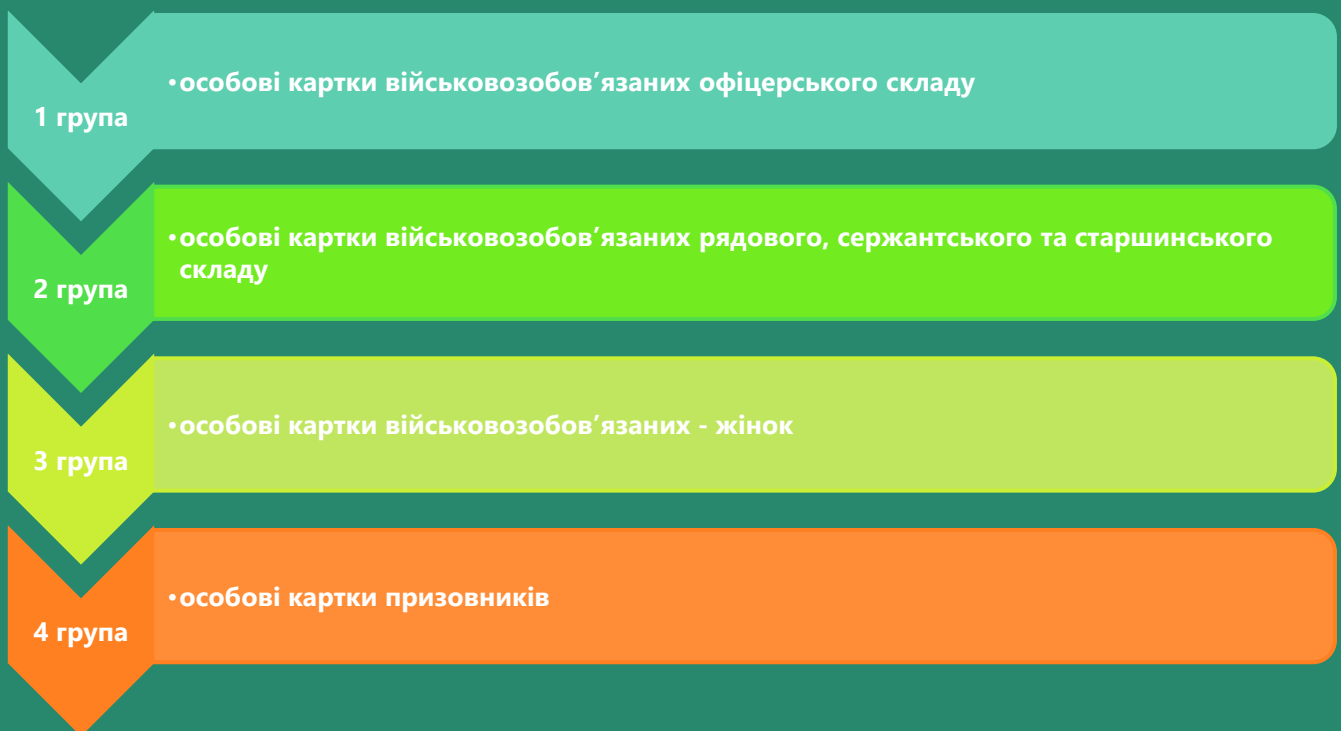 1 група
•особові картки військовозобов’язаних офіцерського складу
2 група
•особові картки військовозобов’язаних рядового, сержантського та старшинського
складу
3 група
•особові картки військовозобов’язаних - жінок
4 група
•особові картки призовників